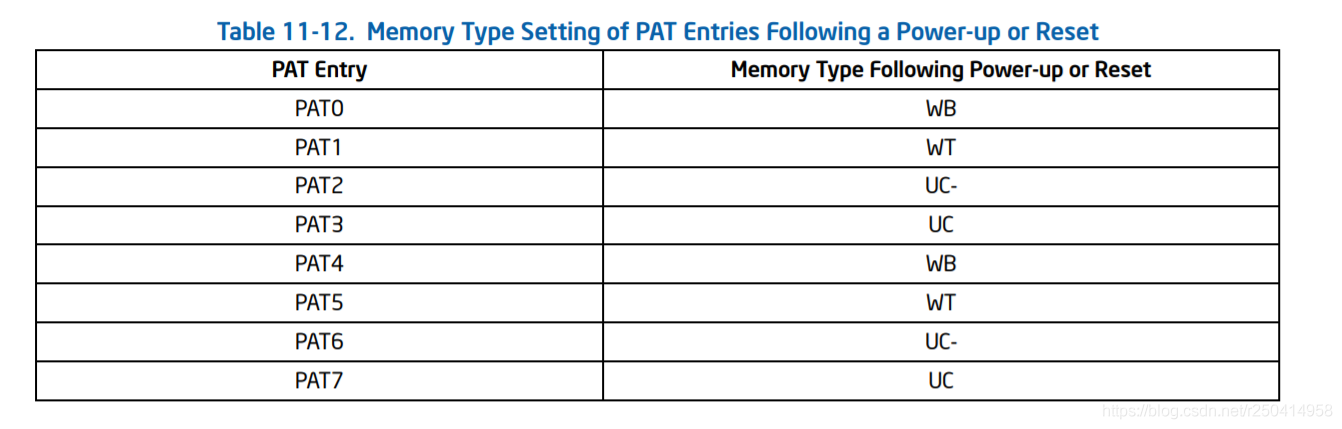 Table 11-12. Memory Type Setting of PAT Entries Following a Power-up or Reset
PAT Entry Memory Type Following Power-up or Reset
PAT0 WB
PAT1 WT
PAT2 UC-
PAT3 UC
PAT4 WB
PAT5 WT
PAT6 UC-
PAT7 UC
https://blog.csdn.net/r250414958